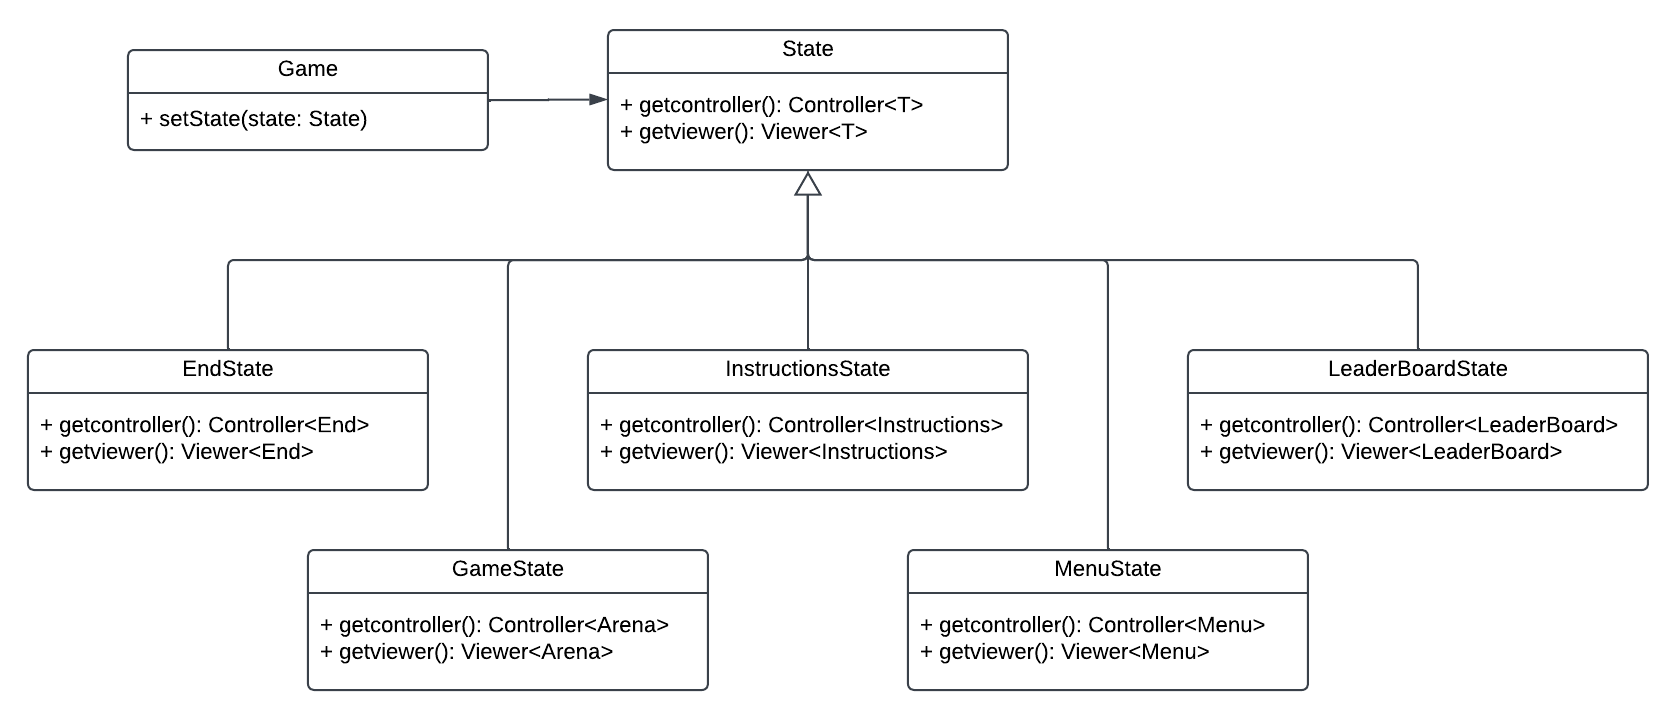 Game
+ setState(state: State)
State
+ getcontroller(): Controller<T>
+ getviewer(): Viewer<T>
EndState
+ getcontroller(): Controller<End>
+ getviewer(): Viewer<End>
InstructionsState
+ getcontroller(): Controller<Instructions>
+ getviewer(): Viewer<Instructions>
LeaderBoardState
+ getcontroller(): Controller<LeaderBoard>
+ getviewer(): Viewer<LeaderBoard>
GameState
+ getcontroller(): Controller<Arena>
+ getviewer(): Viewer<Arena>
MenuState
+ getcontroller(): Controller<Menu>
+ getviewer(): Viewer<Menu>